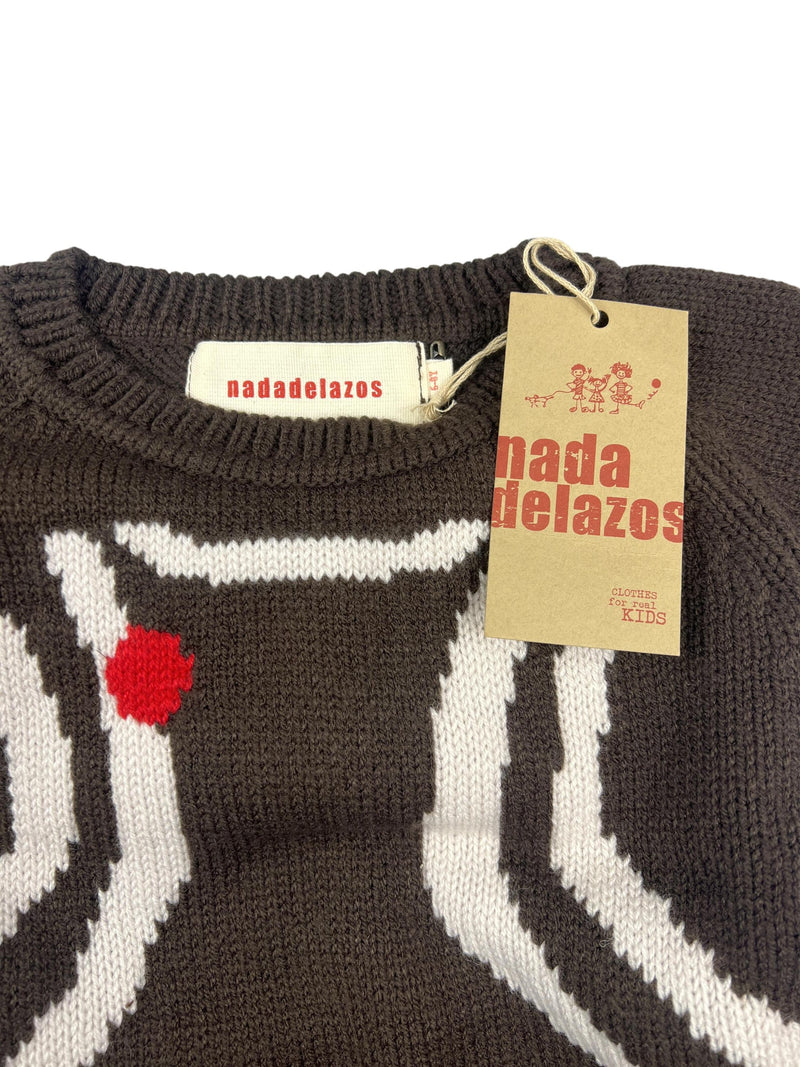 nadadelazos
nada
delazos
CLOTHES
for real
KIDS